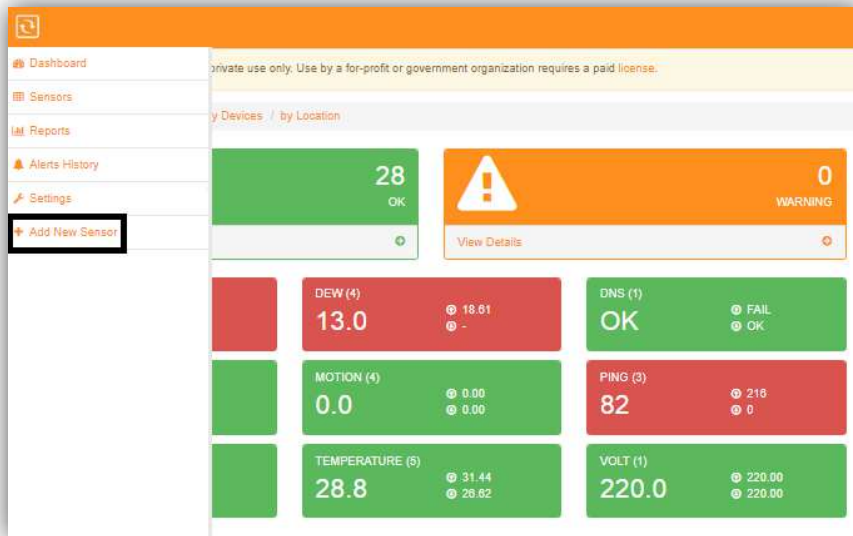 Dashboard
private use only. Use by a for-profit or government organization requires a paid license.
Sensors
y Devices / by Location
Reports
Alerts History
Settings
Add New Sensor
28
OK
0
WARNING
View Details
DEW (4)
13.0
18.61
-
DNS (1)
OK
FAIL
OK
MOTION (4)
0.0
0.00
0.00
PING (3)
82
216
0
TEMPERATURE (5)
28.8
31.44
26.62
VOLT (1)
220.0
220.00
220.00